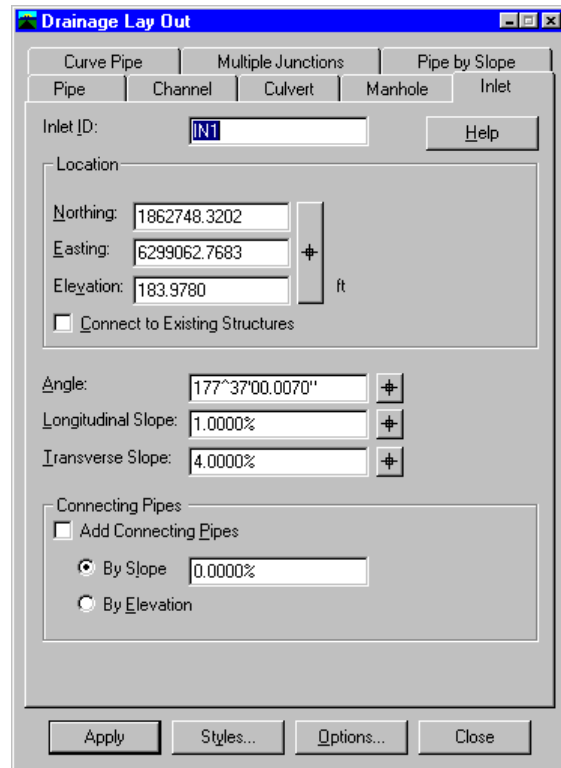 Drainage Lay Out
Curve Pipe Multiple Junctions Pipe by Slope
Pipe Channel Culvert Manhole Inlet
Inlet ID: IN1 Help
Location
Northing: 1862748.3202
Easting: 6299062.7683
Elevation: 183.9780 ft
Connect to Existing Structures
Angle: 177^37'00.0070"
Longitudinal Slope: 1.0000%
Transverse Slope: 4.0000%
Connecting Pipes
Add Connecting Pipes
By Slope 0.0000%
By Elevation
Apply Styles... Options... Close